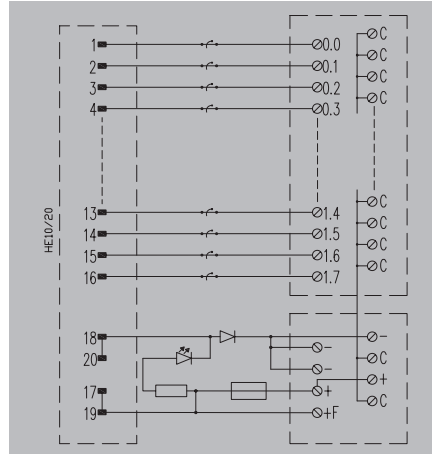 1 0.0 C
2 0.1 C
3 0.2 C
4 0.3 C
HE10/20
13 1.4 C
14 1.5 C
15 1.6 C
16 1.7 C
18 -
-
20 C
-
17 + +
C
19 +F